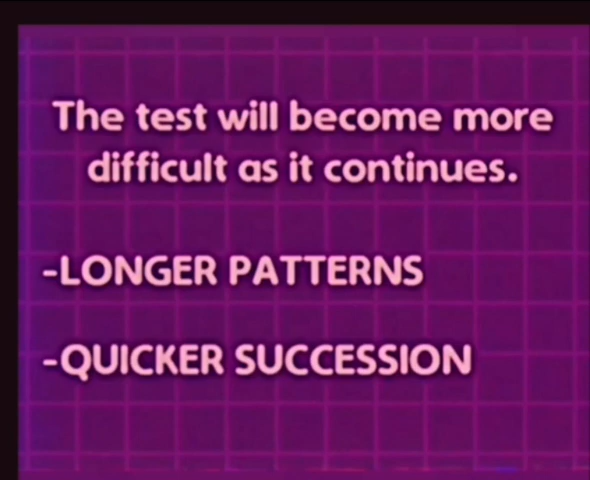 The test will become more
difficult as it continues.
-LONGER PATTERNS
-QUICKER SUCCESSION